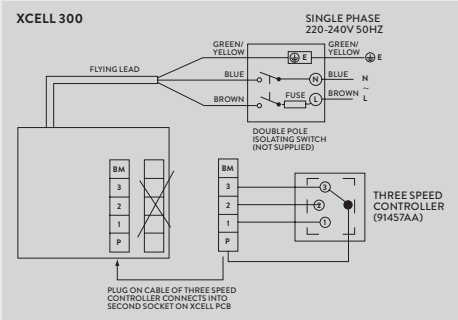 XCELL 300
SINGLE PHASE
220-240V 50HZ
GREEN/
YELLOW
GREEN/
YELLOW
E
E
FLYING LEAD
BLUE
N
BLUE
N
~
BROWN
FUSE
L
BROWN
L
DOUBLE POLE
ISOLATING SWITCH
(NOT SUPPLIED)
BM
3
2
1
P
BM
3
2
1
P
3
2
1
THREE SPEED
CONTROLLER
(91457AA)
PLUG ON CABLE OF THREE SPEED
CONTROLLER CONNECTS INTO
SECOND SOCKET ON XCELL PCB